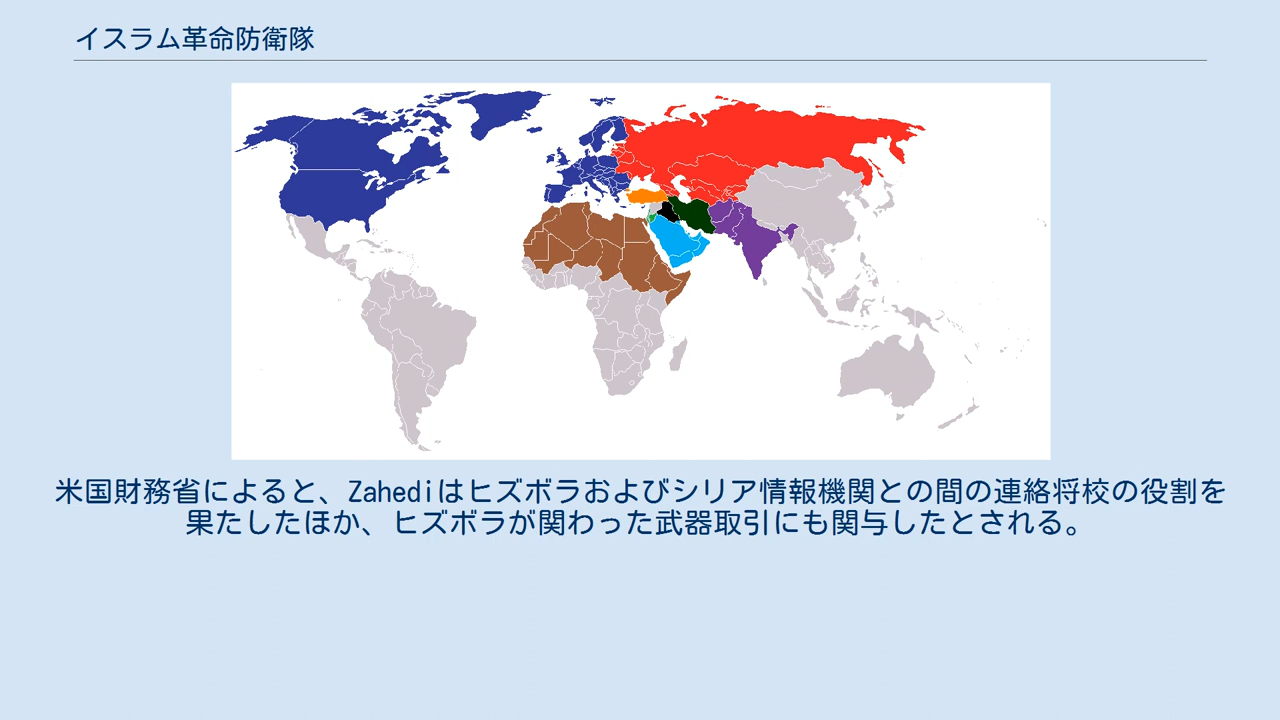 イスラム革命防衛隊
米国財務省によると、Zahediはヒズボラおよびシリア情報機関との間の連絡将校の役割を
果たしたほか、ヒズボラが関わった武器取引にも関与したとされる。